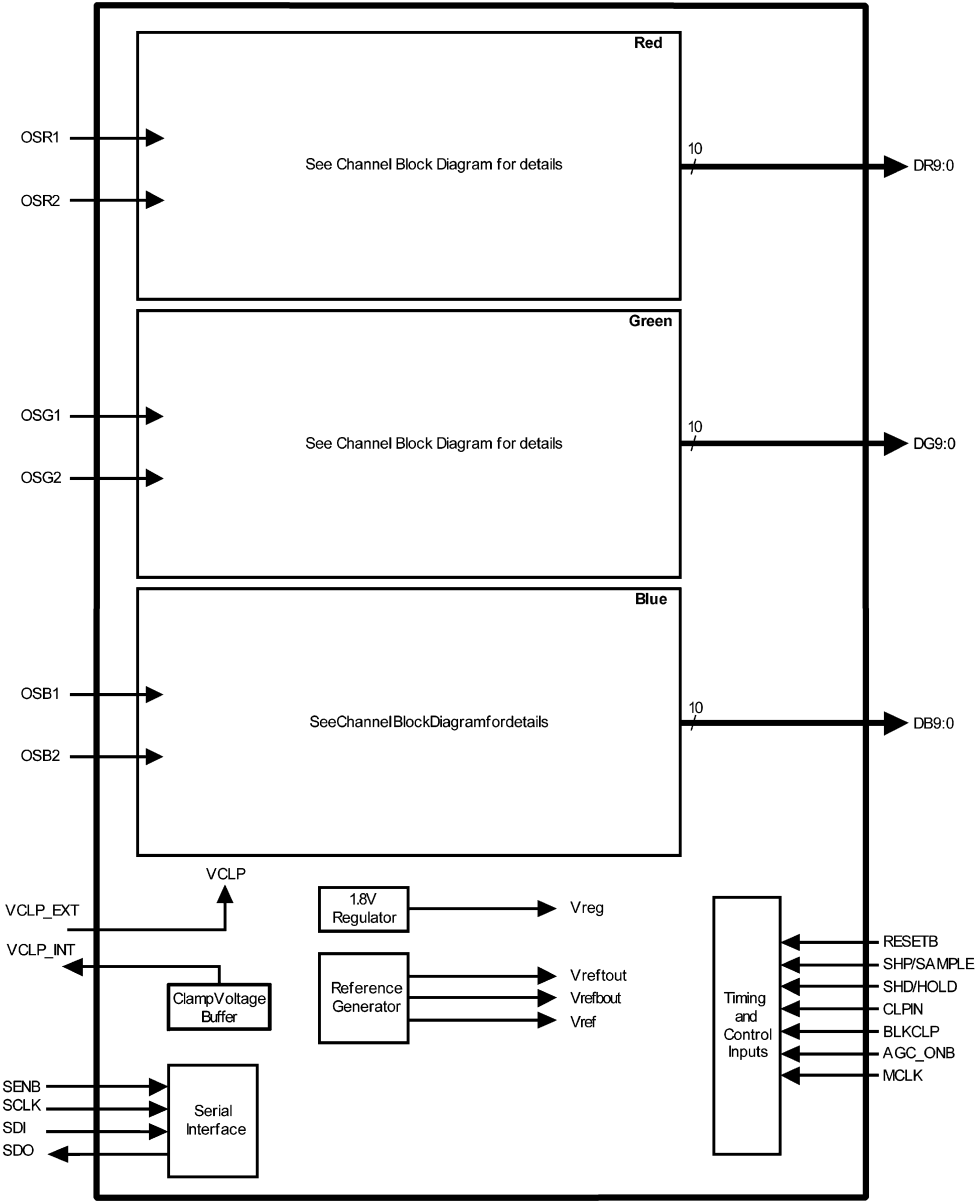 Red
OSR1
See Channel Block Diagram for details
10
DR9:0
OSR2
Green
OSG1
See Channel Block Diagram for details
10
DG9:0
OSG2
Blue
OSB1
SeeChannelBlockDiagramfordetails
10
DB9:0
OSB2
VCLP
VCLP_EXT
VCLP_INT
ClampVoltage
Buffer
1.8V
Regulator
Vreg
Reference
Generator
Vreftout
Vrefbout
Vref
Timing
and
Control
Inputs
RESETB
SHP/SAMPLE
SHD/HOLD
CLPIN
BLKCLP
AGC_ONB
MCLK
SENB
SCLK
SDI
SDO
Serial
Interface